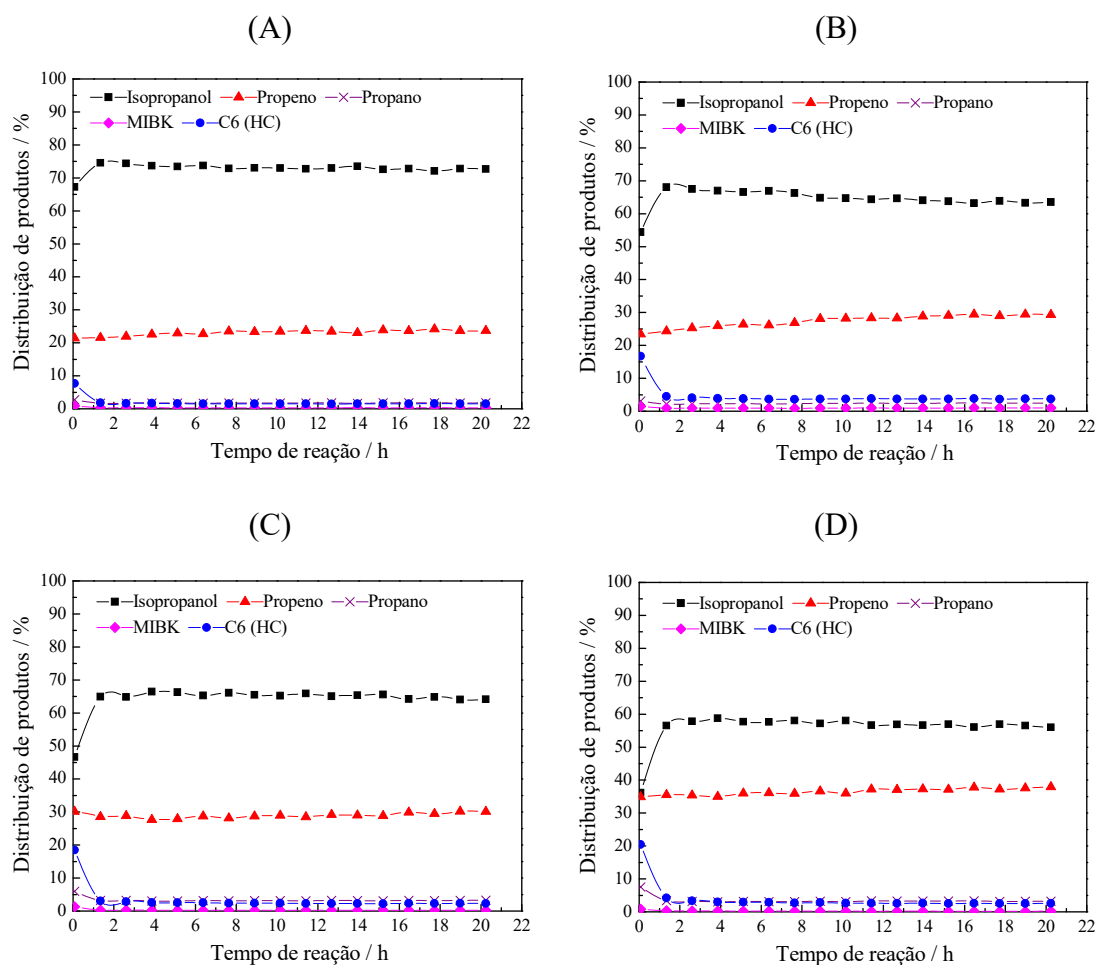 (A)
Distribuição de produtos / %
100
90
80
70
60
50
40
30
20
10
0
Isopropanol Propeno Propano
MIBK C6 (HC)
0 2 4 6 8 10 12 14 16 18 20 22
Tempo de reação / h
(B)
Distribuição de produtos / %
100
90
80
70
60
50
40
30
20
10
0
Isopropanol Propeno Propano
MIBK C6 (HC)
0 2 4 6 8 10 12 14 16 18 20 22
Tempo de reação / h
(C)
Distribuição de produtos / %
100
90
80
70
60
50
40
30
20
10
0
Isopropanol Propeno Propano
MIBK C6 (HC)
0 2 4 6 8 10 12 14 16 18 20 22
Tempo de reação / h
(D)
Distribuição de produtos / %
100
90
80
70
60
50
40
30
20
10
0
Isopropanol Propeno Propano
MIBK C6 (HC)
0 2 4 6 8 10 12 14 16 18 20 22
Tempo de reação / h